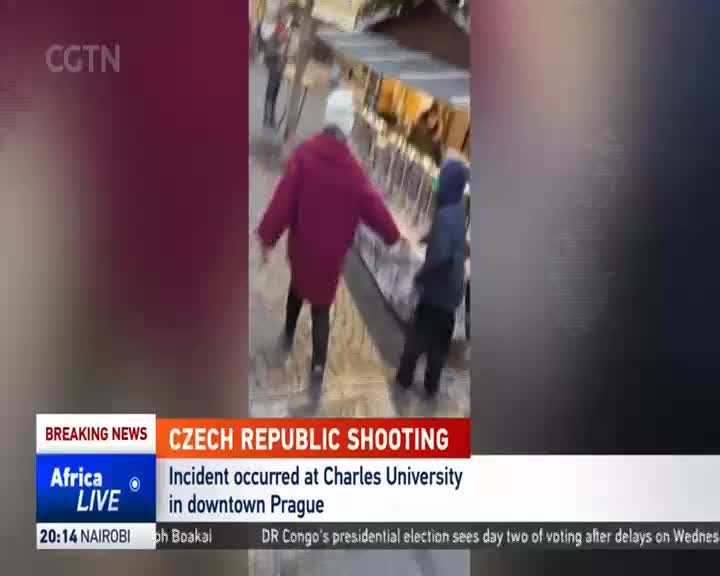 CGTN
BREAKING NEWS
CZECH REPUBLIC SHOOTING
Africa
LIVE
Incident occurred at Charles University
in downtown Prague
20:14 NAIROBI
ph Boakai DR Congo's presidential election sees day two of voting after delays on Wednes